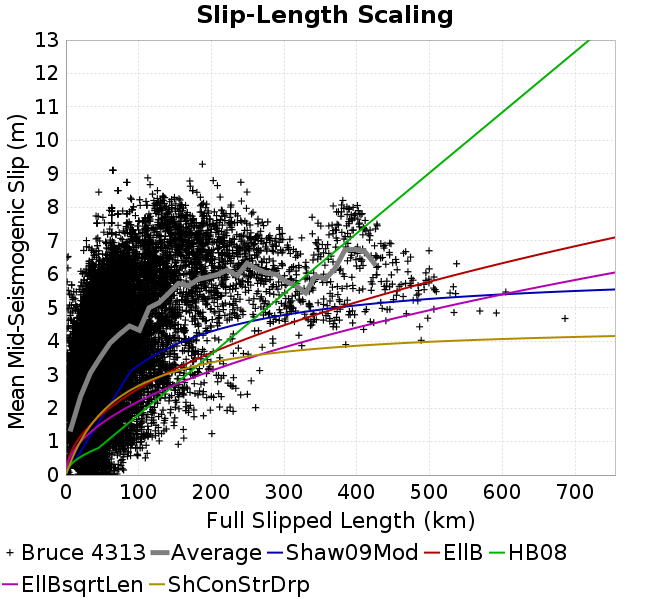 Slip-Length Scaling
Mean Mid-Seismogenic Slip (m)
13
12
11
10
9
8
7
6
5
4
3
2
1
0
0 100 200 300 400 500 600 700
Full Slipped Length (km)
Bruce 4313 Average Shaw09Mod EllB HB08
EllBsqrtLen ShConStrDrp